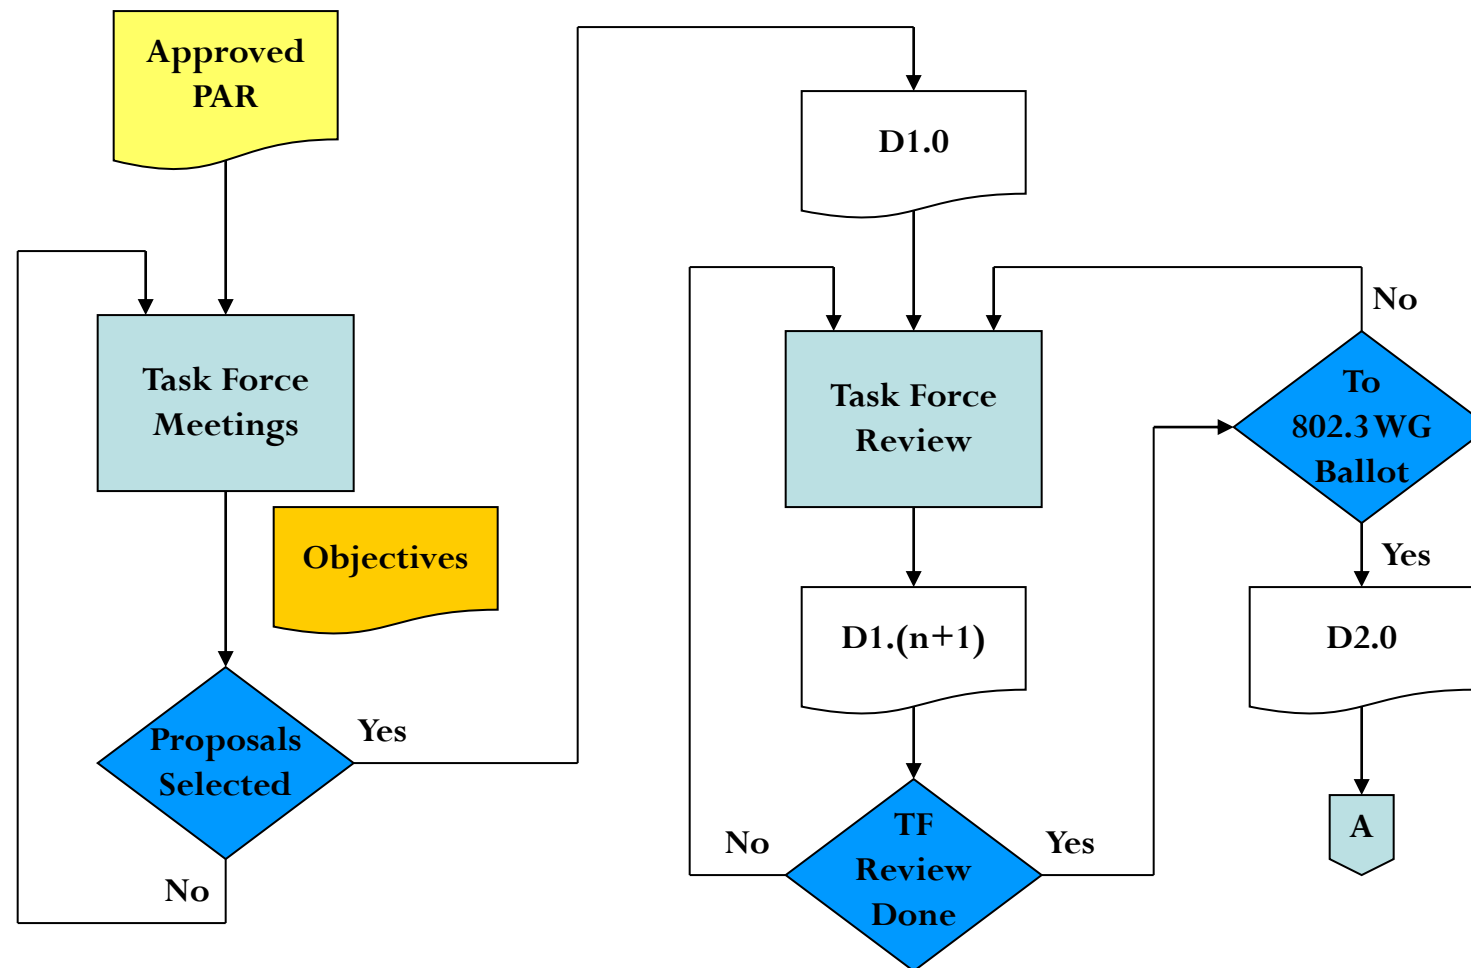 Approved
PAR
Task Force
Meetings
Objectives
Proposals
Selected
Yes
No
D1.0
Task Force
Review
D1.(n+1)
TF
Review
Done
No
Yes
To
802.3 WG
Ballot
No
Yes
D2.0
A